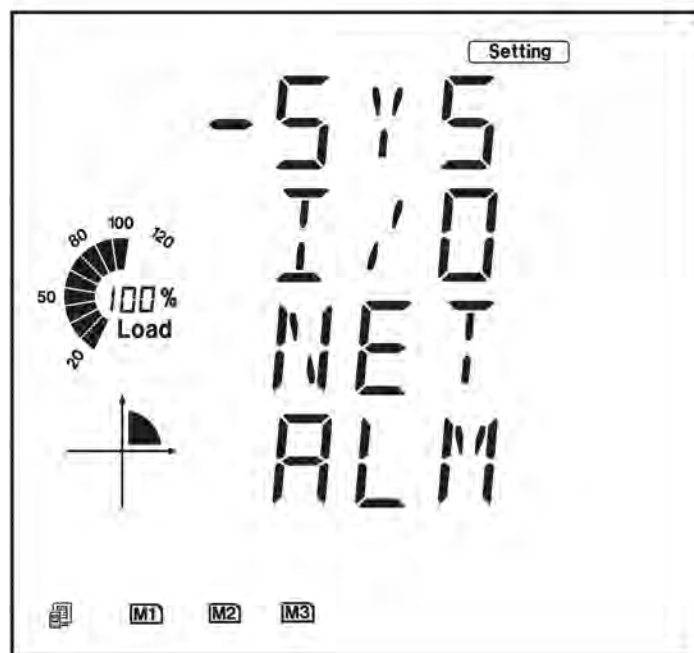 Setting
-SYS
I/O
NET
ALM
120
100
80
50
20
100%
Load
M1 M2 M3